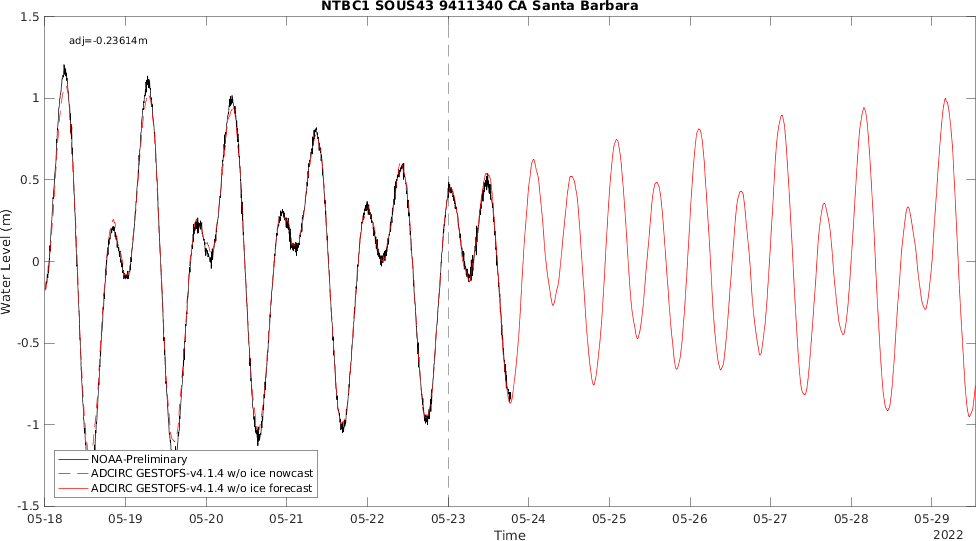 NTBC1 SOUS43 9411340 CA Santa Barbara
1.5
adj=-0.23614m
1
0.5
0
-0.5
-1
-1.5
Water Level (m)
NOAA-Preliminary
ADCIRC GESTOFS-v4.1.4 w/o ice nowcast
ADCIRC GESTOFS-v4.1.4 w/o ice forecast
05-18 05-19 05-20 05-21 05-22 05-23 05-24 05-25 05-26 05-27 05-28 05-29
Time
2022